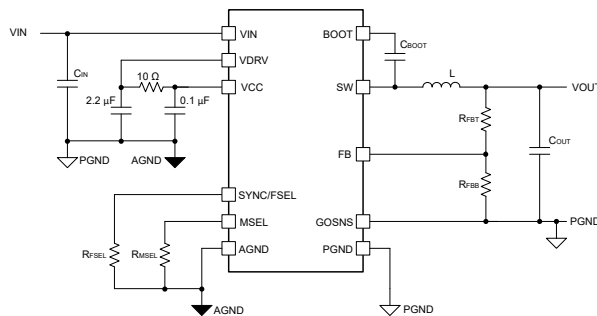 VIN
VIN
BOOT
VDRV
CBOOT
CIN
10 Ω
VCC
SW
L
VOUT
2.2 µF
0.1 µF
RFBT
COUT
FB
PGND
AGND
RFBB
SYNC/FSEL
MSEL
GOSNS
PGND
RFSEL
RMSEL
AGND
PGND
AGND
PGND